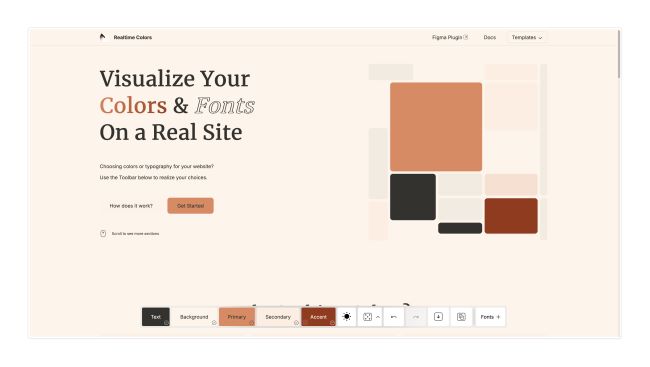 Realtime Colors
Figma Plugin
Docs
Templates
Visualize Your
Colors & Fonts
On a Real Site
Choosing colors or typography for your website?
Use the Toolbar below to realize your choices.
How does it work?
Get Started
Scroll to see more sections
Text
Background
Primary
Secondary
Accent
Fonts +